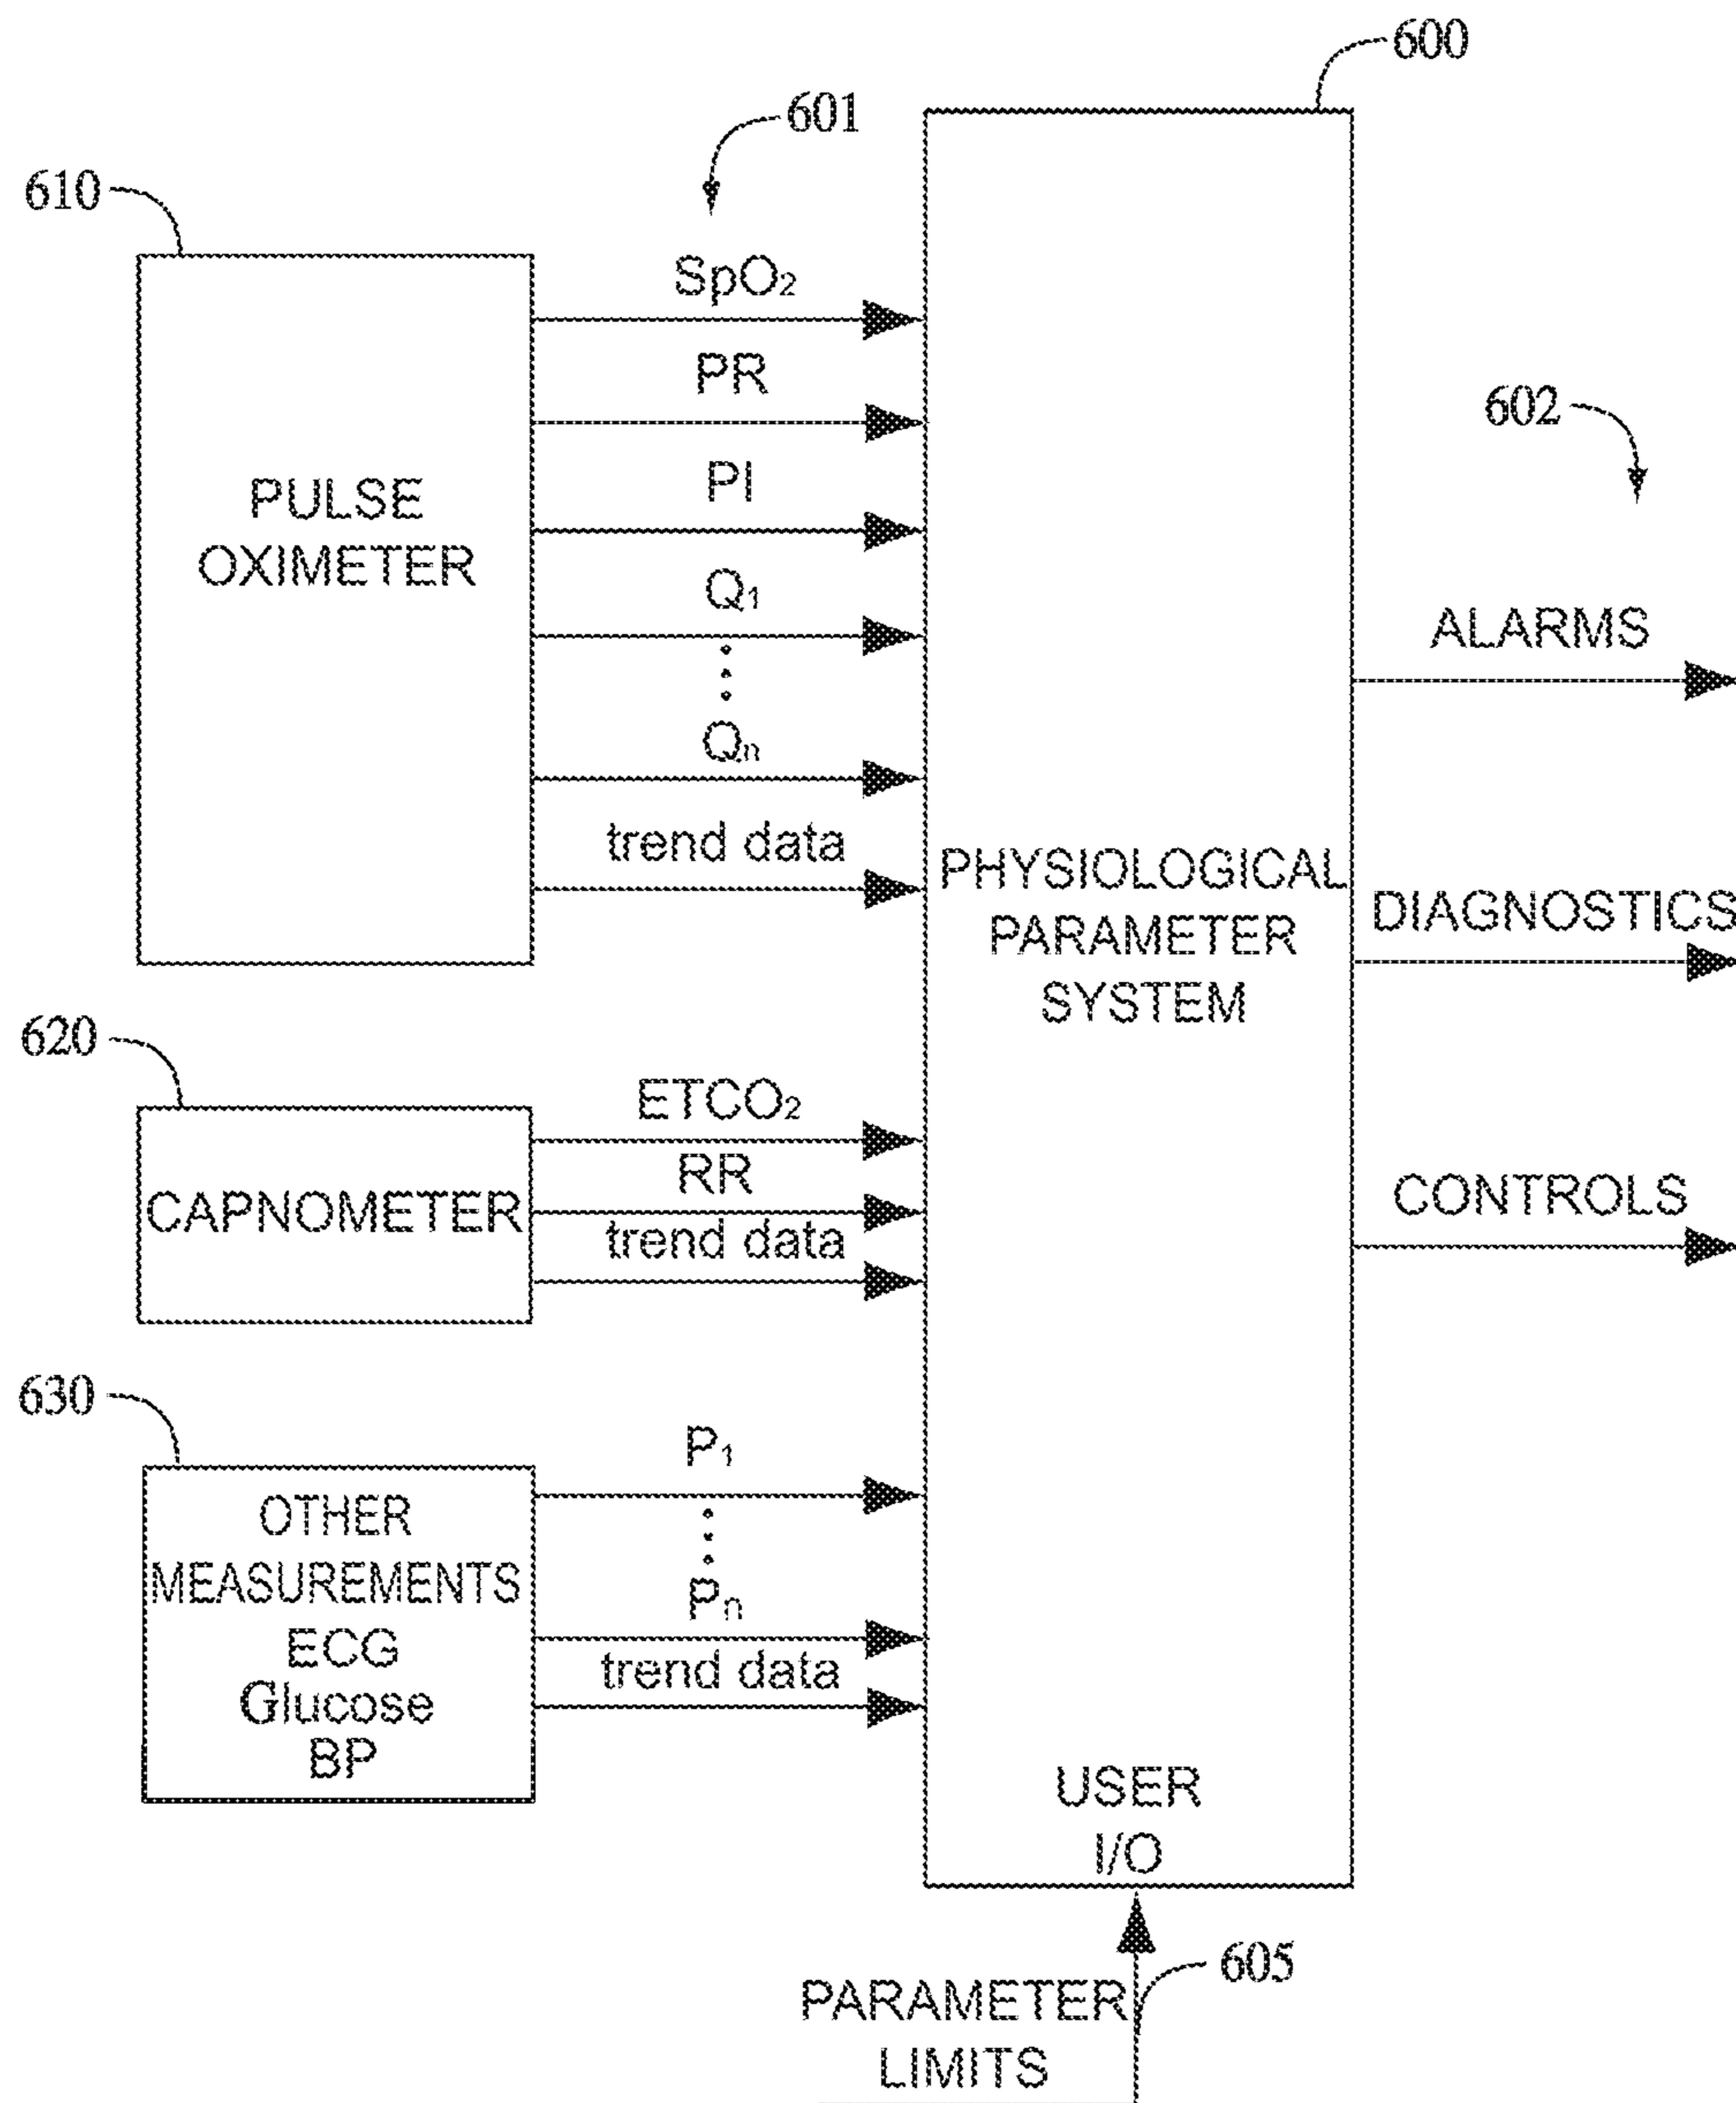 600
601
610
SpO₂
PR
602
PI
PULSE
OXIMETER
Q₁
ALARMS
Qₙ
trend data
PHYSIOLOGICAL
PARAMETER
SYSTEM
DIAGNOSTICS
620
ETCO₂
RR
CAPNOMETER
trend data
CONTROLS
630
P₁
OTHER
MEASUREMENTS
ECG
Glucose
BP
Pₙ
trend data
USER
I/O
605
PARAMETER
LIMITS